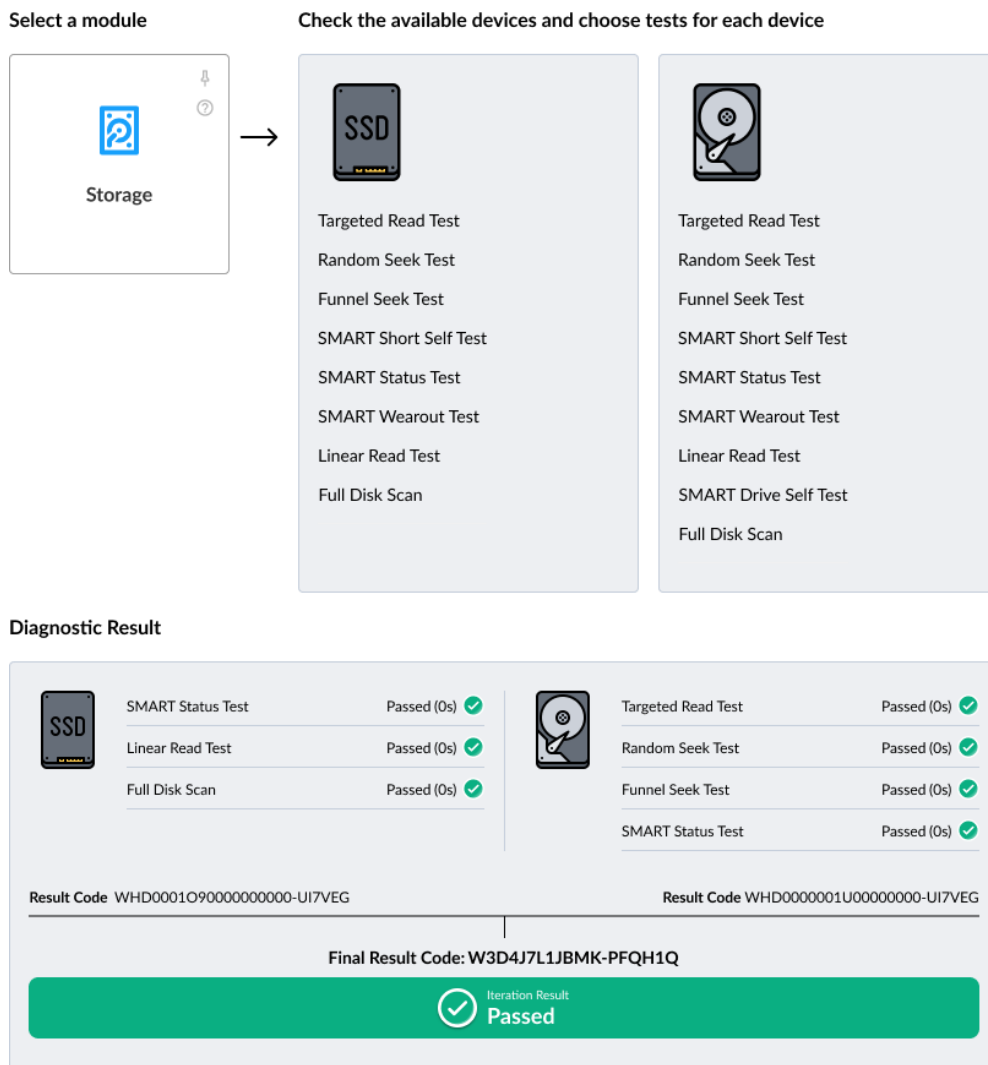 Select a module
Check the available devices and choose tests for each device
Storage
SSD
Targeted Read Test
Random Seek Test
Funnel Seek Test
SMART Short Self Test
SMART Status Test
SMART Wearout Test
Linear Read Test
Full Disk Scan
Targeted Read Test
Random Seek Test
Funnel Seek Test
SMART Short Self Test
SMART Status Test
SMART Wearout Test
Linear Read Test
SMART Drive Self Test
Full Disk Scan
Diagnostic Result
SSD
SMART Status Test Passed (0s)
Linear Read Test Passed (0s)
Full Disk Scan Passed (0s)
Targeted Read Test Passed (0s)
Random Seek Test Passed (0s)
Funnel Seek Test Passed (0s)
SMART Status Test Passed (0s)
Result Code WHD0001O90000000000-UI7VEG
Result Code WHD0000001U00000000-UI7VEG
Final Result Code: W3D4J7L1JBMK-PFQH1Q
Iteration Result
Passed